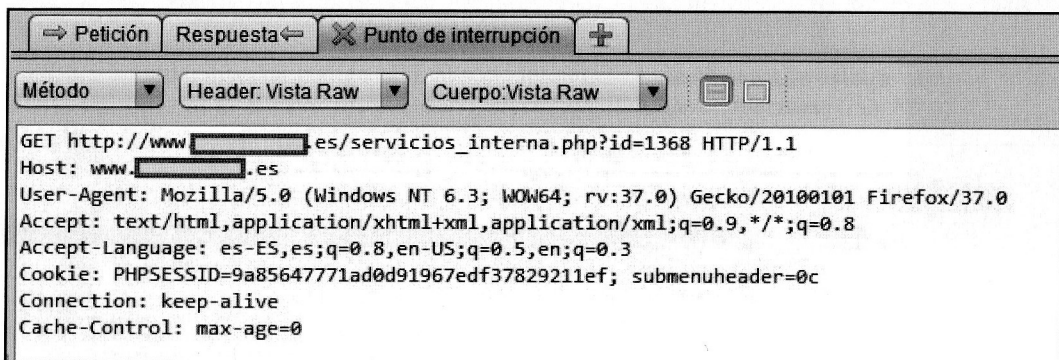 Petición Respuesta Punto de interrupción
Método Header: Vista Raw Cuerpo:Vista Raw
GET http://www. .es/servicios_interna.php?id=1368 HTTP/1.1
Host: www. .es
User-Agent: Mozilla/5.0 (Windows NT 6.3; WOW64; rv:37.0) Gecko/20100101 Firefox/37.0
Accept: text/html,application/xhtml+xml,application/xml;q=0.9,*/*;q=0.8
Accept-Language: es-ES,es;q=0.8,en-US;q=0.5,en;q=0.3
Cookie: PHPSESSID=9a85647771ad0d91967edf37829211ef; submenuheader=0c
Connection: keep-alive
Cache-Control: max-age=0